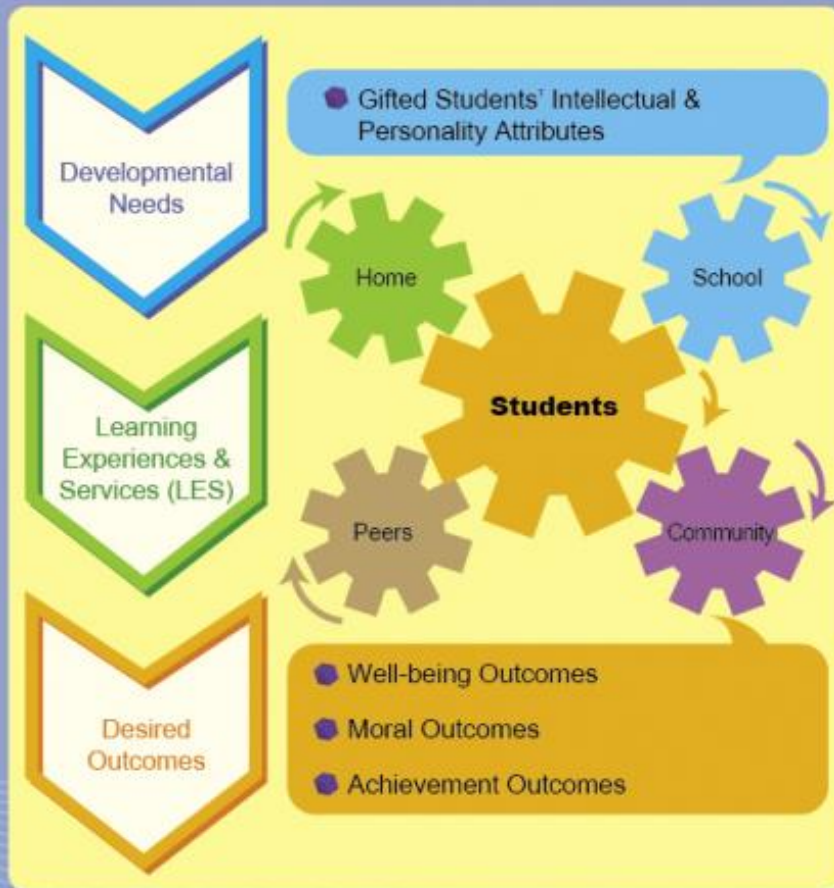 Gifted Students' Intellectual &
Personality Attributes
Developmental
Needs
Home
School
Students
Learning
Experiences &
Services (LES)
Peers
Community
Well-being Outcomes
Moral Outcomes
Achievement Outcomes
Desired
Outcomes